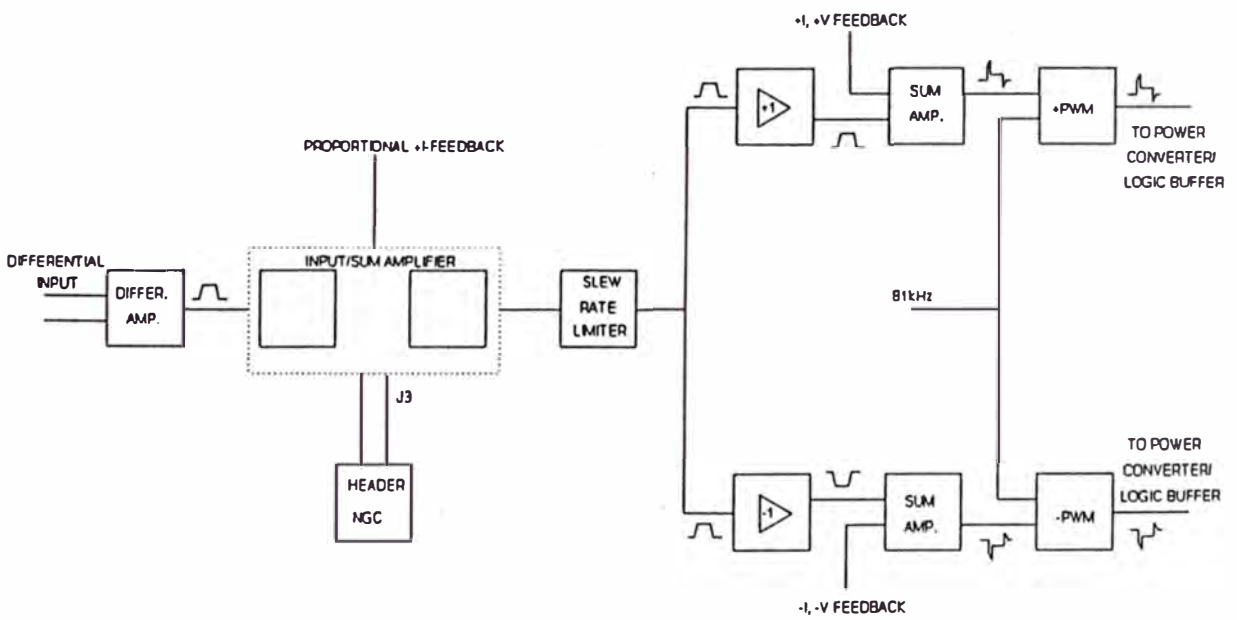 +I, +V FEEDBACK
SUM
AMP.
+1
+PWM
TO POWER
CONVERTER/
LOGIC BUFFER
PROPORTIONAL +I-FEEDBACK
DIFFERENTIAL
INPUT
DIFFER.
AMP.
INPUT/SUM AMPLIFIER
SLEW
RATE
LIMITER
81kHz
J3
HEADER
NGC
-1
SUM
AMP.
-PWM
TO POWER
CONVERTER/
LOGIC BUFFER
-I, -V FEEDBACK